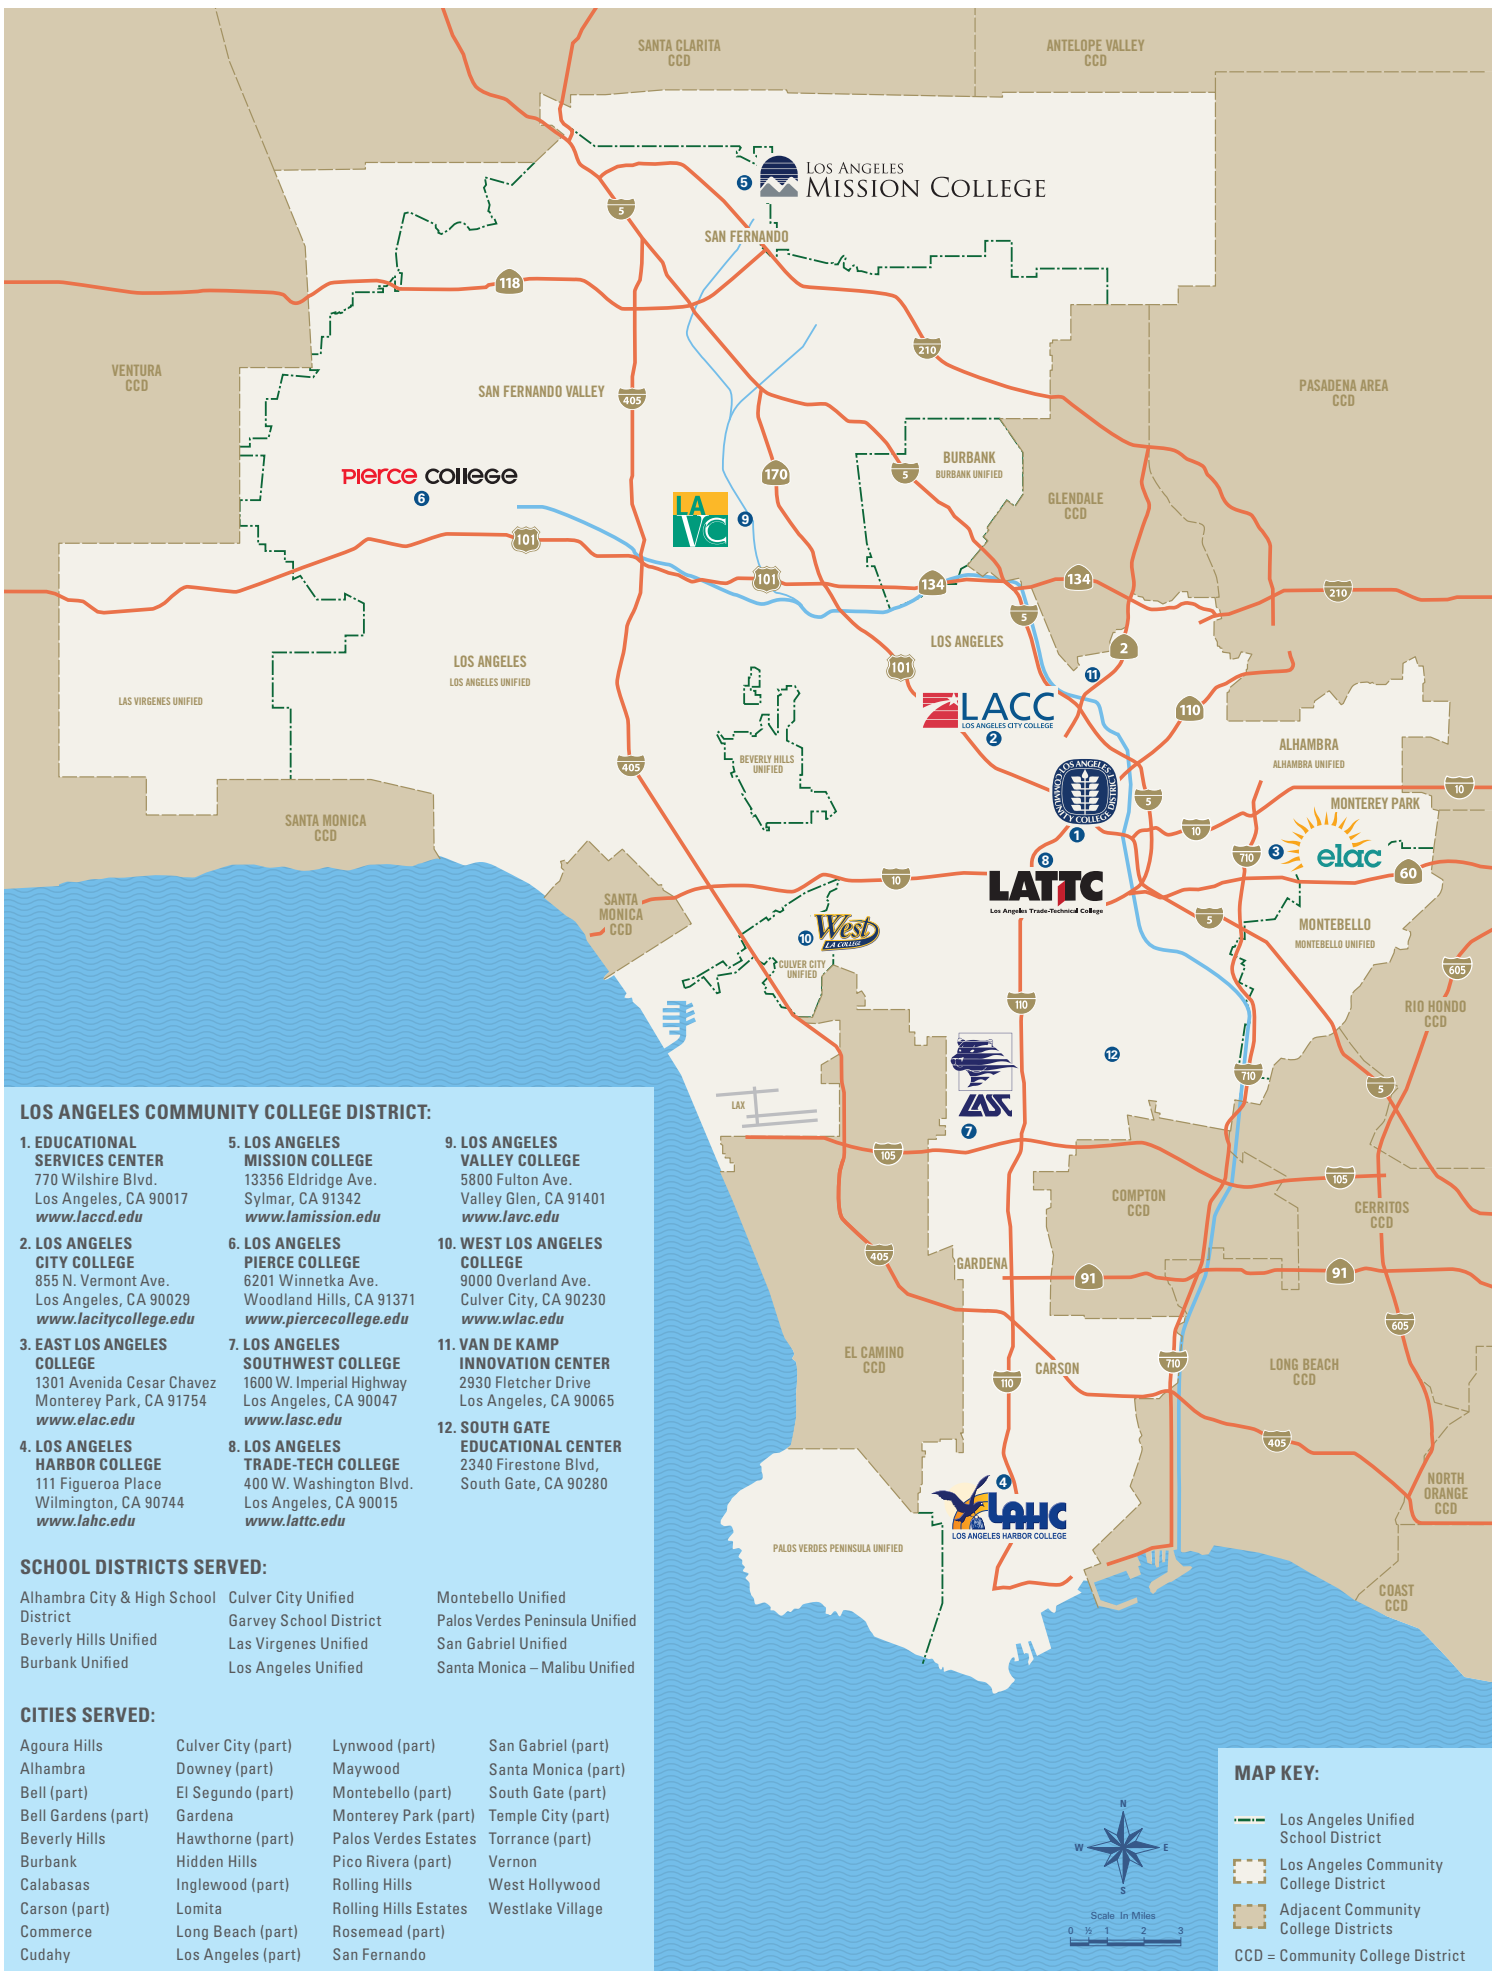 SANTA CLARITA
CCD
ANTELOPE VALLEY
CCD
LOS ANGELES
MISSION COLLEGE
5
5
SAN FERNANDO
118
210
VENTURA
CCD
SAN FERNANDO VALLEY
405
PASADENA AREA
CCD
PIERCE COLLEGE
6
170
5
BURBANK
BURBANK UNIFIED
GLENDALE
CCD
LA
VC
9
101
101
134
134
210
5
LOS ANGELES
2
101
11
LOS ANGELES
LOS ANGELES UNIFIED
LAS VIRGENES UNIFIED
LACC
LOS ANGELES CITY COLLEGE
2
110
ALHAMBRA
ALHAMBRA UNIFIED
BEVERLY HILLS
UNIFIED
405
LOS ANGELES
COMMUNITY COLLEGE DISTRICT
1
5
10
MONTEREY PARK
10
SANTA MONICA
CCD
710
3
elac
60
8
LATTC
Los Angeles Trade-Technical College
10
SANTA
MONICA
CCD
10
West
LA COLLEGE
CULVER CITY
UNIFIED
5
MONTEBELLO
MONTEBELLO UNIFIED
605
110
RIO HONDO
CCD
12
710
5
LASC
7
LAX
105
105
COMPTON
CCD
CERRITOS
CCD
405
GARDENA
91
91
605
EL CAMINO
CCD
CARSON
710
LONG BEACH
CCD
110
405
4
LAHC
LOS ANGELES HARBOR COLLEGE
NORTH
ORANGE
CCD
PALOS VERDES PENINSULA UNIFIED
COAST
CCD
LOS ANGELES COMMUNITY COLLEGE DISTRICT:
1. EDUCATIONAL
SERVICES CENTER
770 Wilshire Blvd.
Los Angeles, CA 90017
www.laccd.edu
2. LOS ANGELES
CITY COLLEGE
855 N. Vermont Ave.
Los Angeles, CA 90029
www.lacitycollege.edu
3. EAST LOS ANGELES
COLLEGE
1301 Avenida Cesar Chavez
Monterey Park, CA 91754
www.elac.edu
4. LOS ANGELES
HARBOR COLLEGE
111 Figueroa Place
Wilmington, CA 90744
www.lahc.edu
5. LOS ANGELES
MISSION COLLEGE
13356 Eldridge Ave.
Sylmar, CA 91342
www.lamission.edu
6. LOS ANGELES
PIERCE COLLEGE
6201 Winnetka Ave.
Woodland Hills, CA 91371
www.piercecollege.edu
7. LOS ANGELES
SOUTHWEST COLLEGE
1600 W. Imperial Highway
Los Angeles, CA 90047
www.lasc.edu
8. LOS ANGELES
TRADE-TECH COLLEGE
400 W. Washington Blvd.
Los Angeles, CA 90015
www.lattc.edu
9. LOS ANGELES
VALLEY COLLEGE
5800 Fulton Ave.
Valley Glen, CA 91401
www.lavc.edu
10. WEST LOS ANGELES
COLLEGE
9000 Overland Ave.
Culver City, CA 90230
www.wlac.edu
11. VAN DE KAMP
INNOVATION CENTER
2930 Fletcher Drive
Los Angeles, CA 90065
12. SOUTH GATE
EDUCATIONAL CENTER
2340 Firestone Blvd,
South Gate, CA 90280
SCHOOL DISTRICTS SERVED:
Alhambra City & High School
District
Beverly Hills Unified
Burbank Unified
Culver City Unified
Garvey School District
Las Virgenes Unified
Los Angeles Unified
Montebello Unified
Palos Verdes Peninsula Unified
San Gabriel Unified
Santa Monica – Malibu Unified
CITIES SERVED:
Agoura Hills
Alhambra
Bell (part)
Bell Gardens (part)
Beverly Hills
Burbank
Calabasas
Carson (part)
Commerce
Cudahy
Culver City (part)
Downey (part)
El Segundo (part)
Gardena
Hawthorne (part)
Hidden Hills
Inglewood (part)
Lomita
Long Beach (part)
Los Angeles (part)
Lynwood (part)
Maywood
Montebello (part)
Monterey Park (part)
Palos Verdes Estates
Pico Rivera (part)
Rolling Hills
Rolling Hills Estates
Rosemead (part)
San Fernando
San Gabriel (part)
Santa Monica (part)
South Gate (part)
Temple City (part)
Torrance (part)
Vernon
West Hollywood
Westlake Village
N
W
E
S
Scale In Miles
0 ½ 1 2 3
MAP KEY:
Los Angeles Unified
School District
Los Angeles Community
College District
Adjacent Community
College Districts
CCD = Community College District